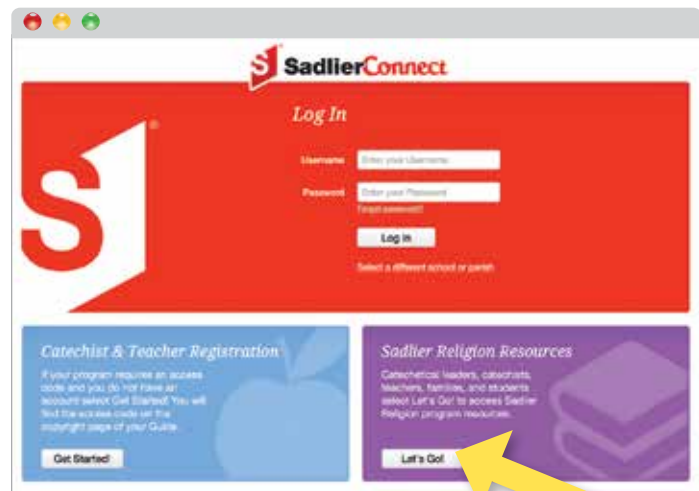 SadlierConnect
Log In
Username Enter your Username
Password Enter your Password
Forgot password?
Log in
Select a different school or parish
Catechist & Teacher Registration
If your program requires an access
code and you do not have an
account select Get Started! You will
find the access code on the
copyright page of your Guide.
Get Started!
Sadlier Religion Resources
Catechetical leaders, catechists,
teachers, families, and students
select Let's Go! to access Sadlier
Religion program resources.
Let's Go!